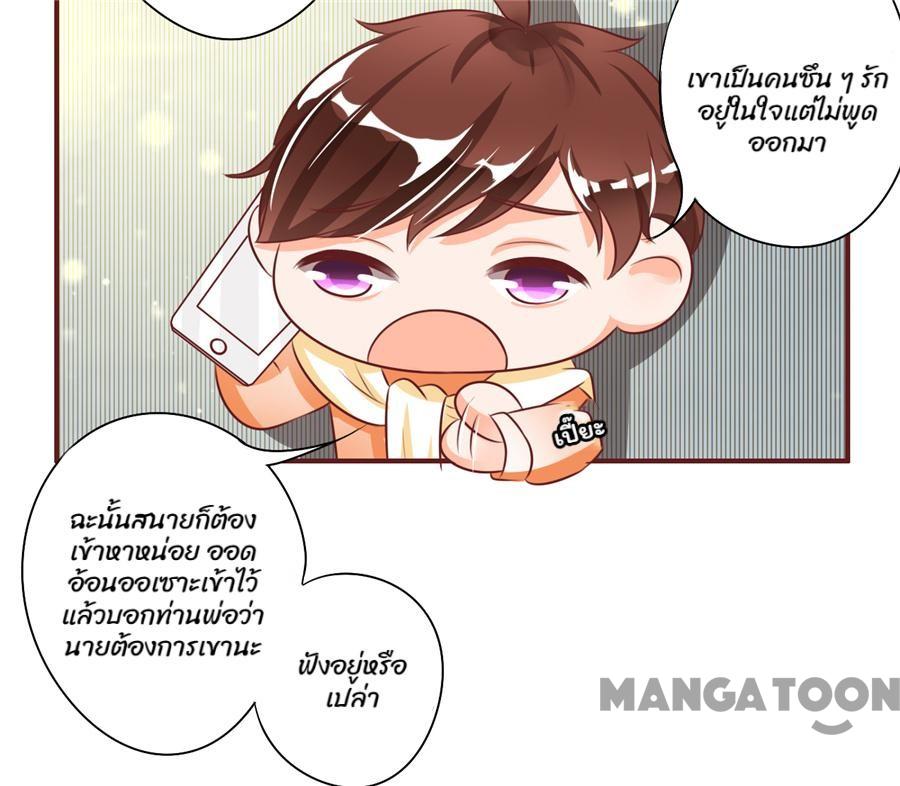 เขาเป็นคนซึน ๆ รัก
อยู่ในใจแต่ไม่พูด
ออกมา
เปี๊ยะ
ฉะนั้นสนายก็ต้อง
เข้าหาหน่อย ออด
อ้อนออเซาะเข้าไว้
แล้วบอกท่านพ่อว่า
นายต้องการเขานะ
ฟังอยู่หรือ
เปล่า
MANGA TOON